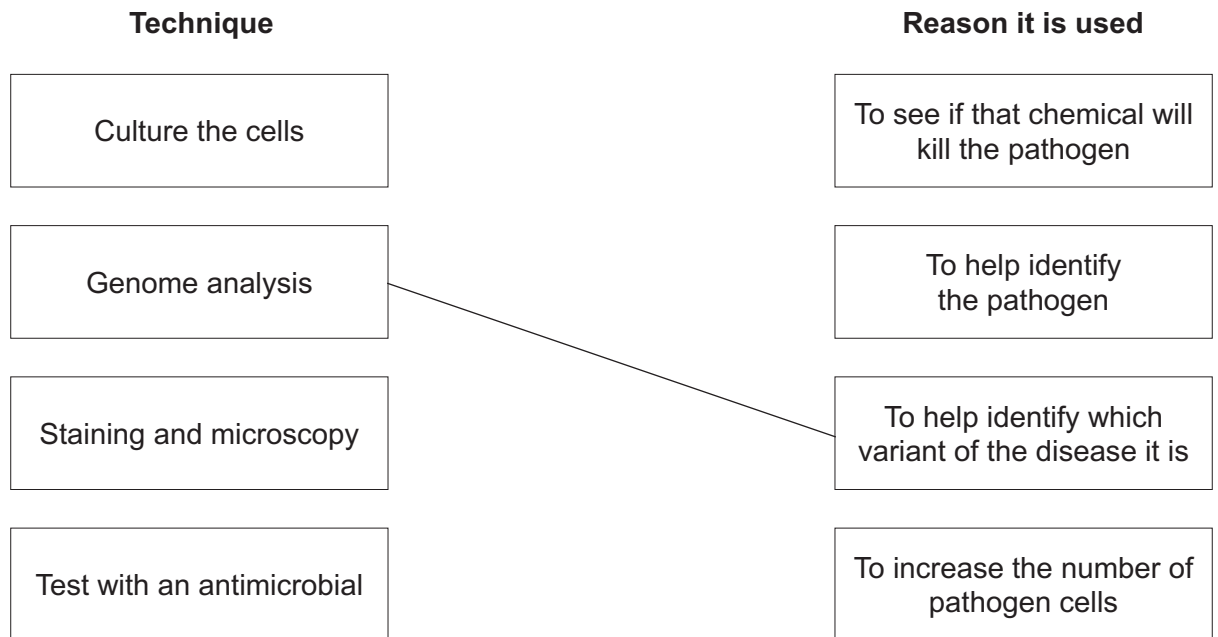 Technique
Reason it is used
Culture the cells
To see if that chemical will
kill the pathogen
Genome analysis
To help identify
the pathogen
Staining and microscopy
To help identify which
variant of the disease it is
Test with an antimicrobial
To increase the number of
pathogen cells